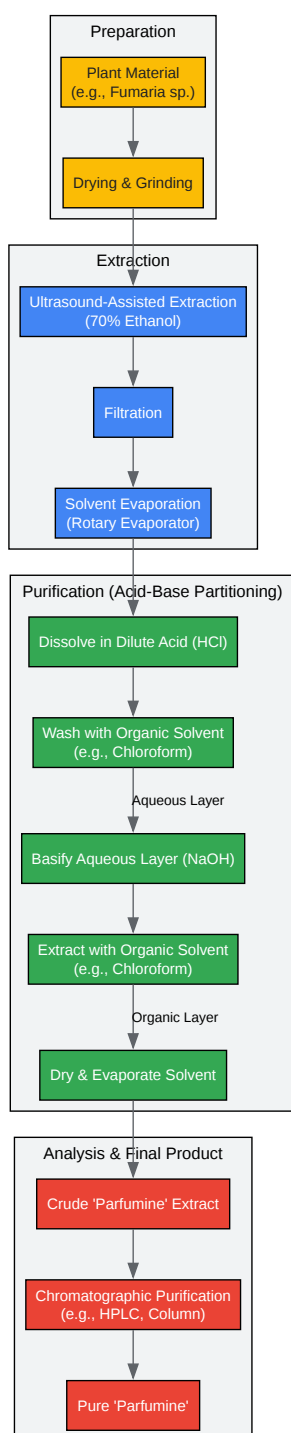 Preparation
Plant Material
(e.g., Fumaria sp.)
Drying & Grinding
Extraction
Ultrasound-Assisted Extraction
(70% Ethanol)
Filtration
Solvent Evaporation
(Rotary Evaporator)
Purification (Acid-Base Partitioning)
Dissolve in Dilute Acid (HCl)
Wash with Organic Solvent
(e.g., Chloroform)
Aqueous Layer
Basify Aqueous Layer (NaOH)
Extract with Organic Solvent
(e.g., Chloroform)
Organic Layer
Dry & Evaporate Solvent
Analysis & Final Product
Crude 'Parfumine' Extract
Chromatographic Purification
(e.g., HPLC, Column)
Pure 'Parfumine'